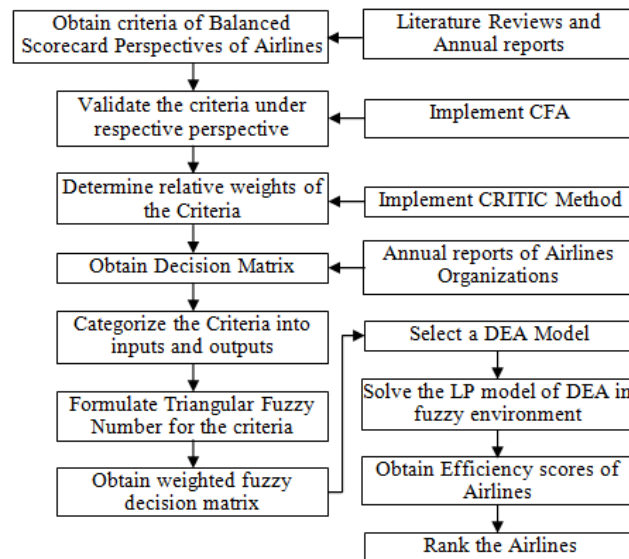 Obtain criteria of Balanced
Scorecard Perspectives of Airlines
Literature Reviews and
Annual reports
Validate the criteria under
respective perspective
Implement CFA
Determine relative weights of
the Criteria
Implement CRITIC Method
Obtain Decision Matrix
Annual reports of Airlines
Organizations
Categorize the Criteria into
inputs and outputs
Formulate Triangular Fuzzy
Number for the criteria
Obtain weighted fuzzy
decision matrix
Select a DEA Model
Solve the LP model of DEA in
fuzzy environment
Obtain Efficiency scores of
Airlines
Rank the Airlines